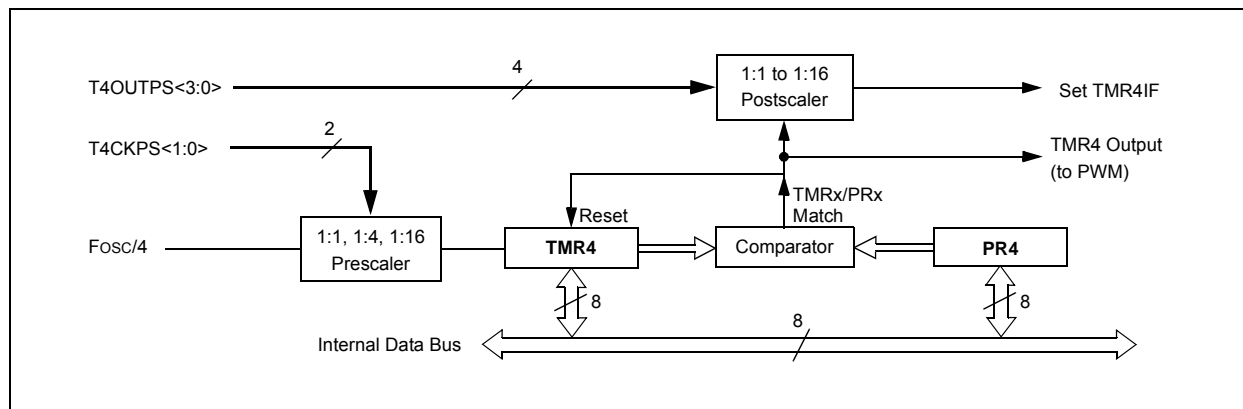 T4OUTPS<3:0>
4
1:1 to 1:16
Postscaler
Set TMR4IF
T4CKPS<1:0>
2
TMR4 Output
(to PWM)
TMRx/PRx
Match
Reset
FOSC/4
1:1, 1:4, 1:16
Prescaler
TMR4
Comparator
PR4
8
8
8
Internal Data Bus